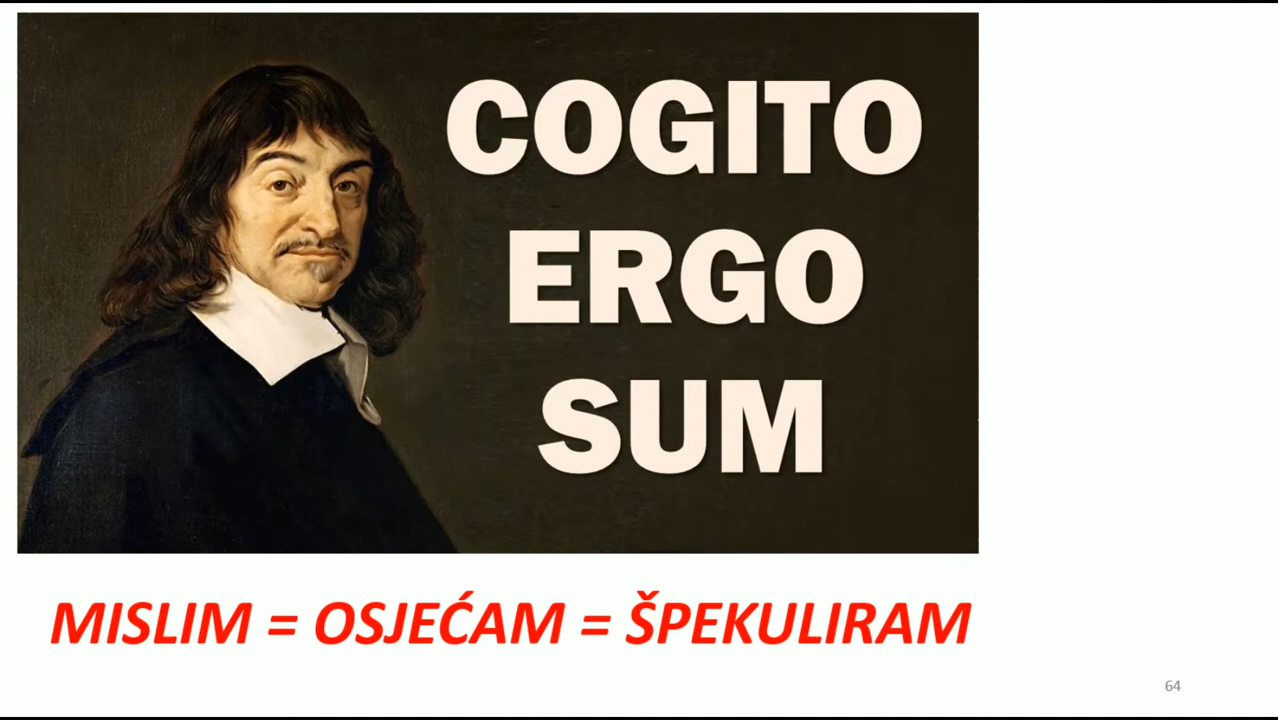 COGITO
ERGO
SUM
MISLIM = OSJEĆAM = ŠPEKULIRAM
64